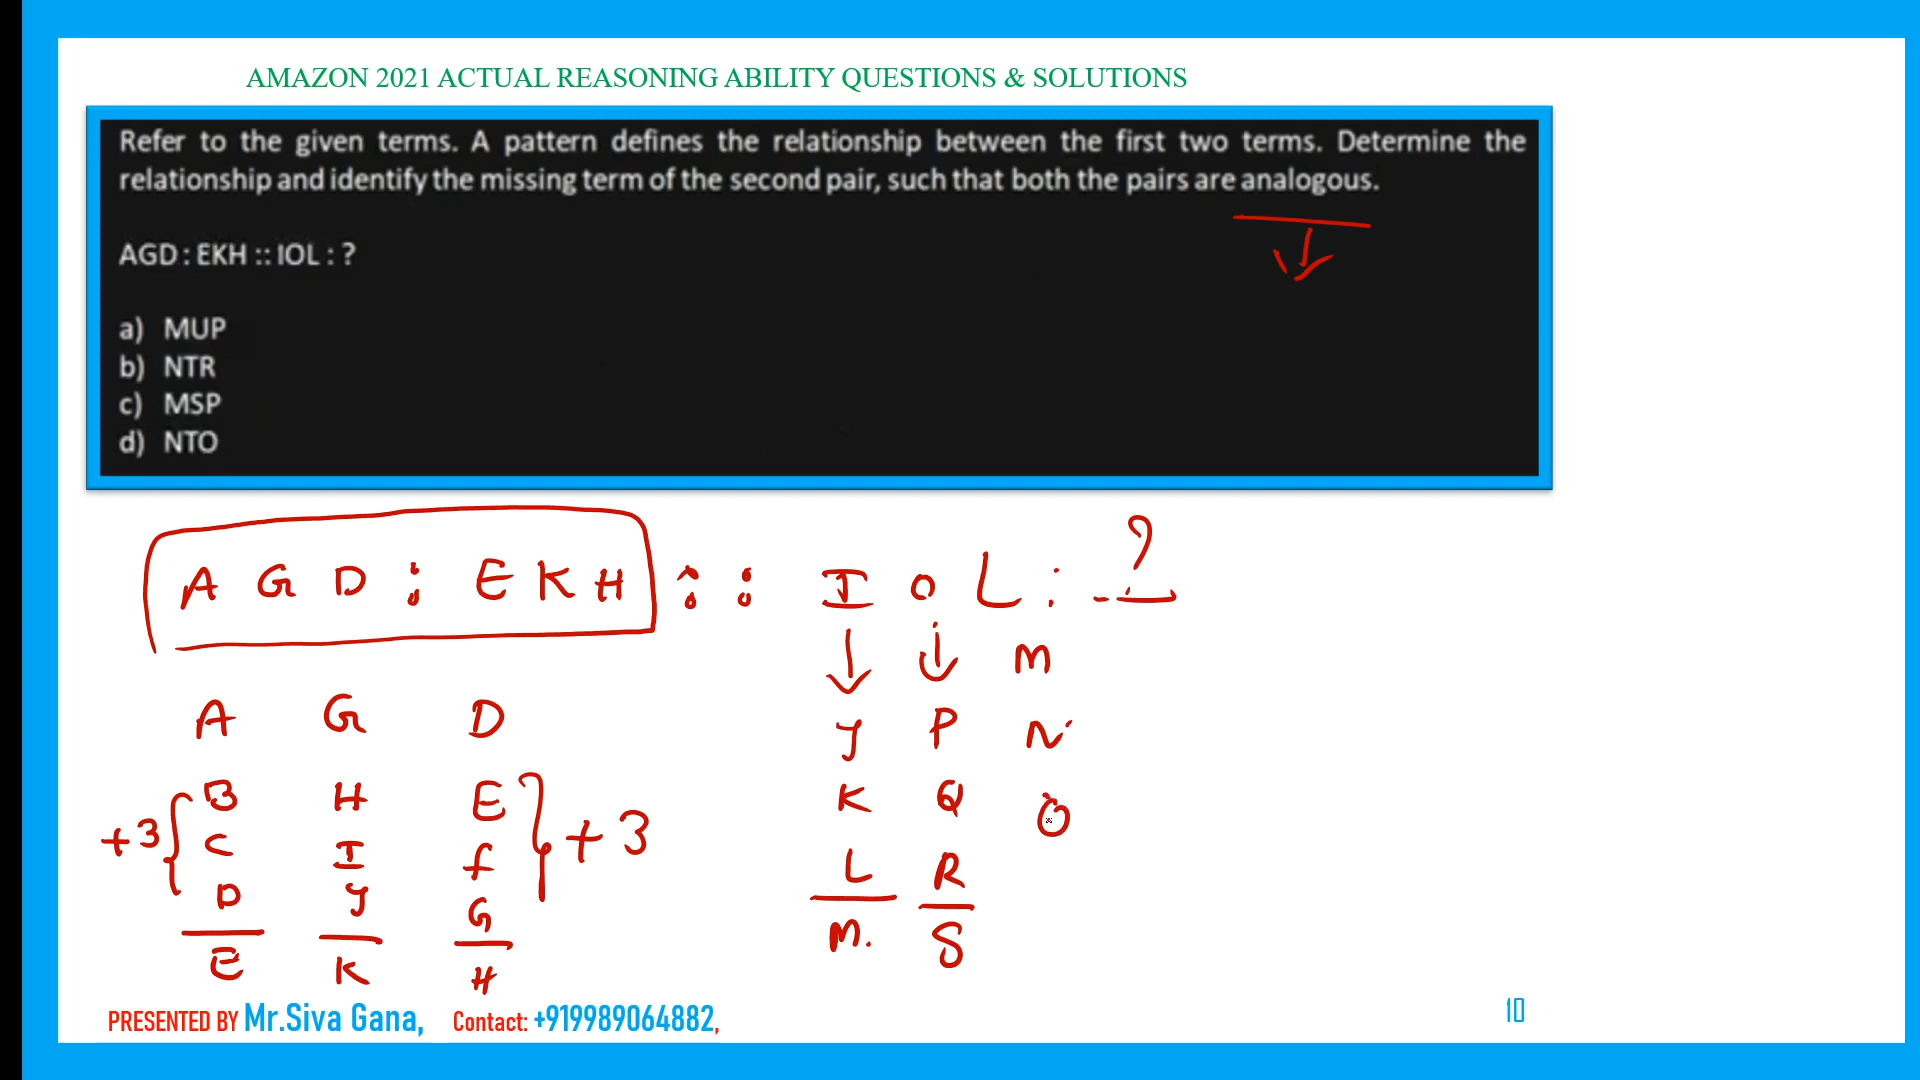 AMAZON 2021 ACTUAL REASONING ABILITY QUESTIONS & SOLUTIONS
Refer to the given terms. A pattern defines the relationship between the first two terms. Determine the
relationship and identify the missing term of the second pair, such that both the pairs are analogous.
AGD : EKH :: IOL : ?
a) MUP
b) NTR
c) MSP
d) NTO
A G D : E K H : : I O L : ?
M
A G D J P N
B H E K Q O
+3 C I F + 3 L R
D J G M. S
E K H
PRESENTED BY Mr.Siva Gana, Contact: +919989064882,
10